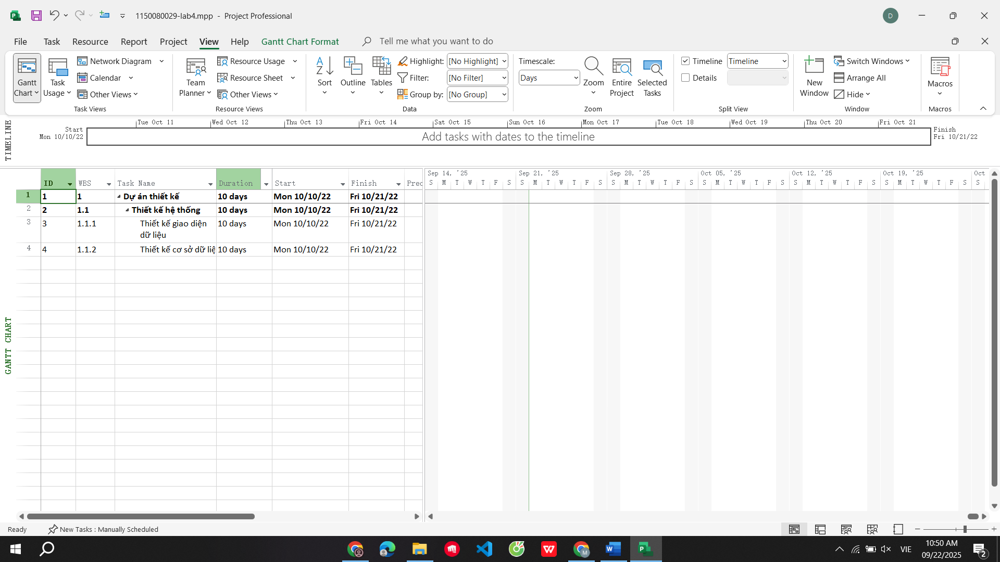 1150080029-lab4.mpp - Project Professional
D
File Task Resource Report Project View Help Gantt Chart Format Tell me what you want to do
Gantt Chart
Task Usage
Network Diagram
Calendar
Other Views
Task Views
Team Planner
Resource Usage
Resource Sheet
Other Views
Resource Views
Sort
Outline
Tables
Highlight: [No Highlight]
Filter: [No Filter]
Group by: [No Group]
Data
Timescale:
Days
Zoom
Entire Project
Selected Tasks
Zoom
Timeline Timeline
Details
Split View
New Window
Switch Windows
Arrange All
Hide
Window
Macros
Macros
TIMELINE
Tue Oct 11 Wed Oct 12 Thu Oct 13 Fri Oct 14 Sat Oct 15 Sun Oct 16 Mon Oct 17 Tue Oct 18 Wed Oct 19 Thu Oct 20 Fri Oct 21
Start
Mon 10/10/22
Add tasks with dates to the timeline
Finish
Fri 10/21/22
GANTT CHART
ID WBS Task Name Duration Start Finish Pred
1 1 1 Dự án thiết kế 10 days Mon 10/10/22 Fri 10/21/22
2 2 1.1 Thiết kế hệ thống 10 days Mon 10/10/22 Fri 10/21/22
3 3 1.1.1 Thiết kế giao diện dữ liệu 10 days Mon 10/10/22 Fri 10/21/22
4 4 1.1.2 Thiết kế cơ sở dữ liệ 10 days Mon 10/10/22 Fri 10/21/22
Sep 14, '25 Sep 21, '25 Sep 28, '25 Oct 05, '25 Oct 12, '25 Oct 19, '25 Oct
S M T W T F S S M T W T F S S M T W T F S S M T W T F S S M T W T F S S M T W T F S S
Ready New Tasks : Manually Scheduled
VIE
10:50 AM
09/22/2025
2